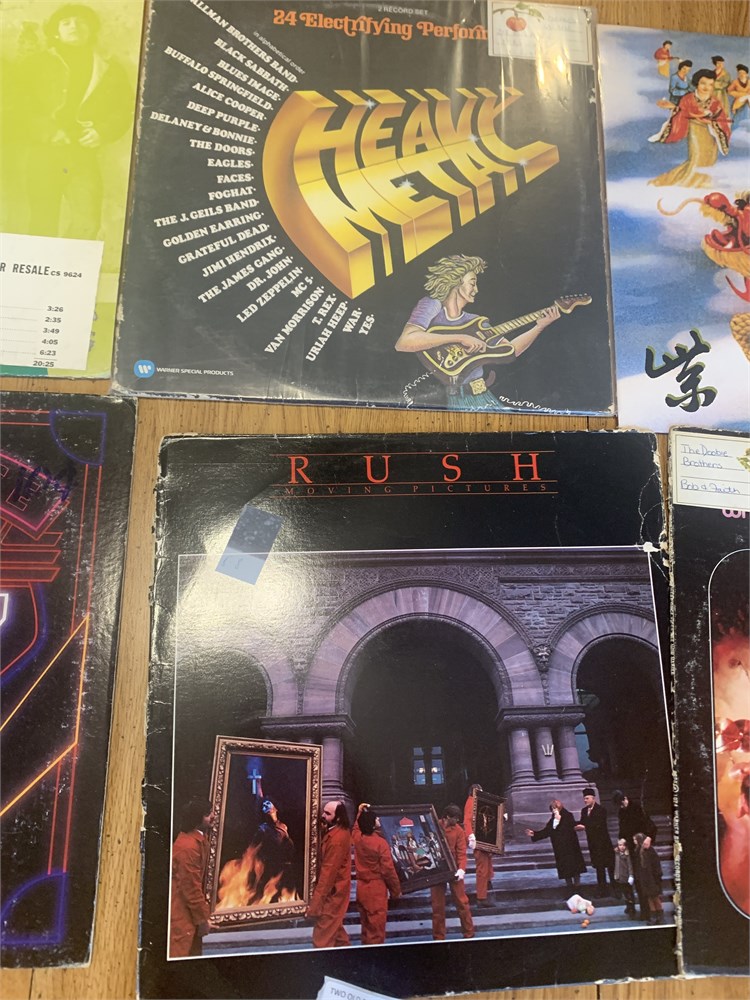 2 RECORD SET
24 Electrifying Perform
in alphabetical order
ALLMAN BROTHERS BAND·
BLACK SABBATH·
BLUES IMAGE·
BUFFALO SPRINGFIELD·
ALICE COOPER·
DEEP PURPLE·
DELANEY & BONNIE·
THE DOORS·
EAGLES·
FACES·
FOGHAT·
THE J. GEILS BAND·
GOLDEN EARRING·
GRATEFUL DEAD·
JIMI HENDRIX·
THE JAMES GANG·
DR. JOHN·
LED ZEPPELIN·
MC 5·
VAN MORRISON·
T. REX·
URIAH HEEP·
WAR·
YES·
HEAVY
METAL
WARNER SPECIAL PRODUCTS
R RESALE CS 9624
3:26
2:35
3:49
4:05
6:23
20:25
紫
RUSH
MOVING PICTURES
The Doobie
Brothers
TWO OLD